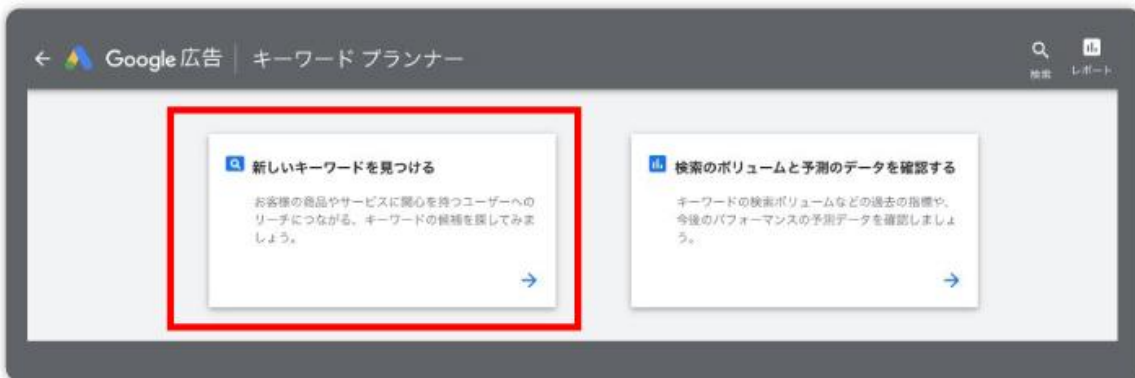 ← Google 広告 | キーワード プランナー
検索
レポート
新しいキーワードを見つける
お客様の商品やサービスに関心を持つユーザーへの
リーチにつながる、キーワードの候補を探してみま
しょう。
検索のボリュームと予測のデータを確認する
キーワードの検索ボリュームなどの過去の指標や、
今後のパフォーマンスの予測データを確認しましょ
う。